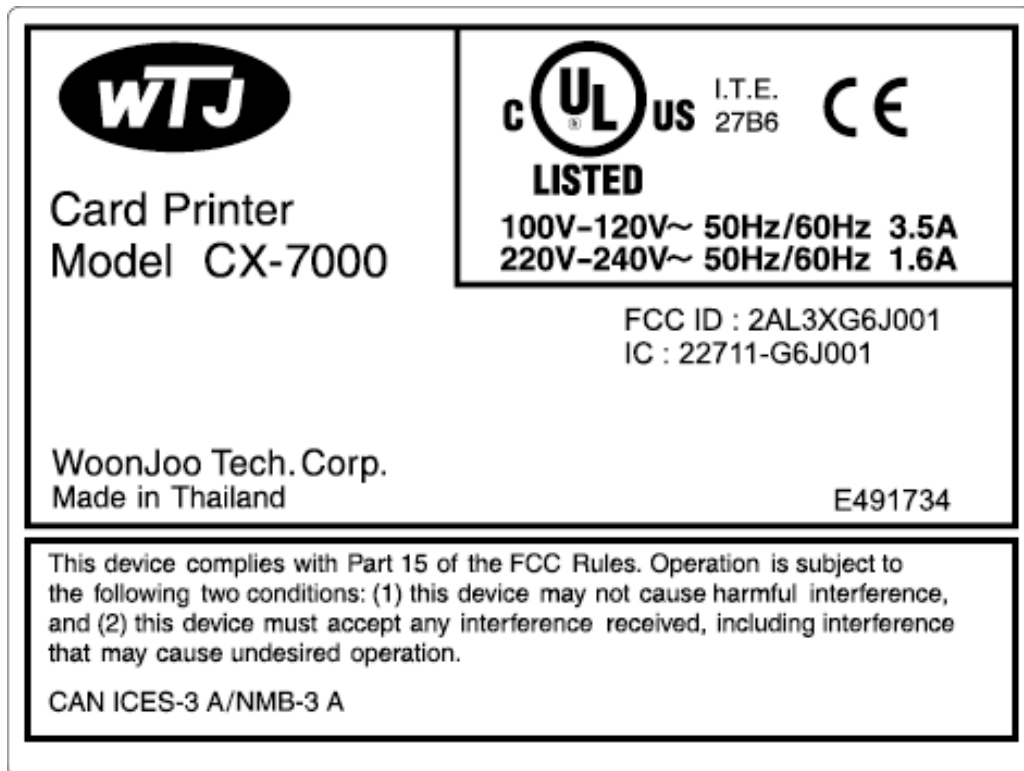 WTJ
Card Printer
Model CX-7000
C UL US
LISTED
I.T.E.
27B6
CE
100V-120V~ 50Hz/60Hz 3.5A
220V-240V~ 50Hz/60Hz 1.6A
FCC ID : 2AL3XG6J001
IC : 22711-G6J001
WoonJoo Tech. Corp.
Made in Thailand
E491734
This device complies with Part 15 of the FCC Rules. Operation is subject to
the following two conditions: (1) this device may not cause harmful interference,
and (2) this device must accept any interference received, including interference
that may cause undesired operation.
CAN ICES-3 A/NMB-3 A